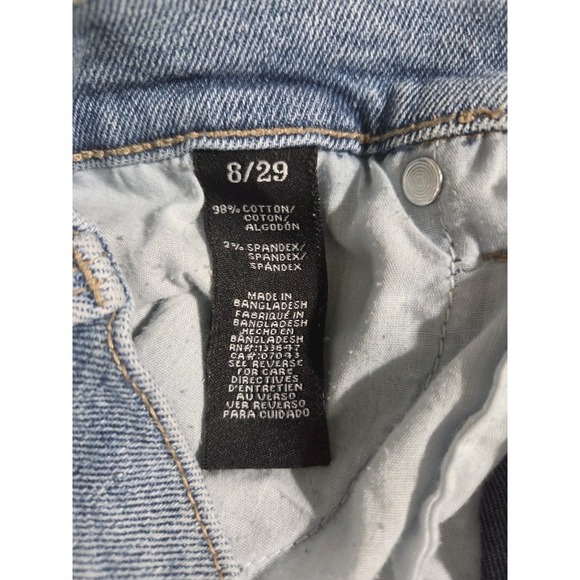 8/29
98% COTTON/
COTON/
ALGODÓN
2% SPANDEX/
SPANDEX/
SPÁNDEX
MADE IN
BANGLADESH
FABRIQUÉ IN
BANGLADESH
HECHO EN
BANGLADESH
RN#:133647
CA#:07043
SEE REVERSE
FOR CARE
DIRECTIVES
D'ENTRETIEN
AU VERSO
VER REVERSO
PARA CUIDADO